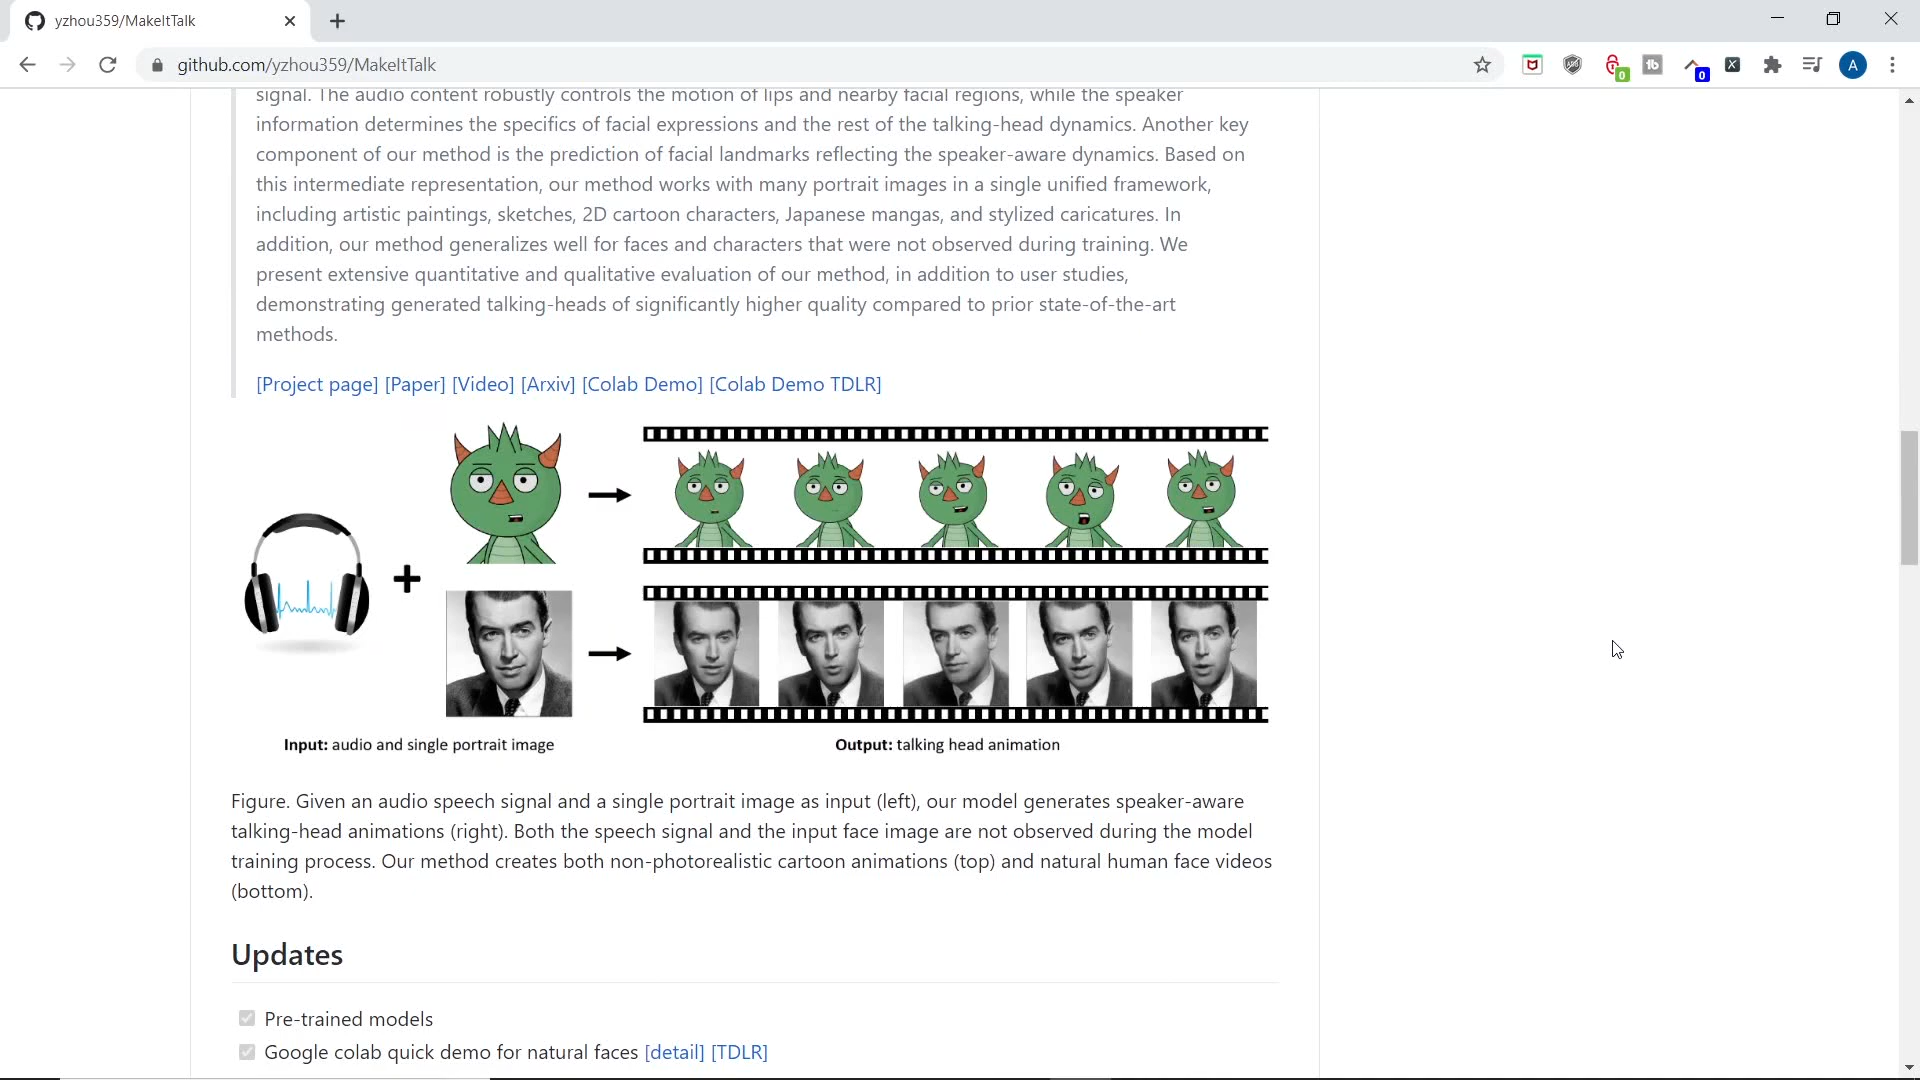 yzhou359/MakeItTalk
github.com/yzhou359/MakeItTalk
0
tb
0
X
A
signal. The audio content robustly controls the motion of lips and nearby facial regions, while the speaker
information determines the specifics of facial expressions and the rest of the talking-head dynamics. Another key
component of our method is the prediction of facial landmarks reflecting the speaker-aware dynamics. Based on
this intermediate representation, our method works with many portrait images in a single unified framework,
including artistic paintings, sketches, 2D cartoon characters, Japanese mangas, and stylized caricatures. In
addition, our method generalizes well for faces and characters that were not observed during training. We
present extensive quantitative and qualitative evaluation of our method, in addition to user studies,
demonstrating generated talking-heads of significantly higher quality compared to prior state-of-the-art
methods.
[Project page] [Paper] [Video] [Arxiv] [Colab Demo] [Colab Demo TDLR]
Input: audio and single portrait image
Output: talking head animation
Figure. Given an audio speech signal and a single portrait image as input (left), our model generates speaker-aware
talking-head animations (right). Both the speech signal and the input face image are not observed during the model
training process. Our method creates both non-photorealistic cartoon animations (top) and natural human face videos
(bottom).
Updates
Pre-trained models
Google colab quick demo for natural faces [detail] [TDLR]